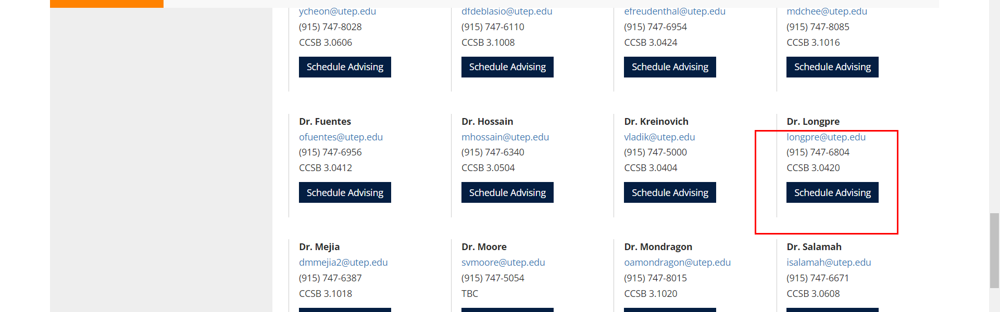 ycheon@utep.edu
(915) 747-8028
CCSB 3.0606
Schedule Advising
dfdeblasio@utep.edu
(915) 747-6110
CCSB 3.1008
Schedule Advising
efreudenthal@utep.edu
(915) 747-6954
CCSB 3.0424
Schedule Advising
mdchee@utep.edu
(915) 747-8085
CCSB 3.1016
Schedule Advising
Dr. Fuentes
ofuentes@utep.edu
(915) 747-6956
CCSB 3.0412
Schedule Advising
Dr. Hossain
mhossain@utep.edu
(915) 747-6340
CCSB 3.0504
Schedule Advising
Dr. Kreinovich
vladik@utep.edu
(915) 747-5000
CCSB 3.0404
Schedule Advising
Dr. Longpre
longpre@utep.edu
(915) 747-6804
CCSB 3.0420
Schedule Advising
Dr. Mejia
dmmejia2@utep.edu
(915) 747-6387
CCSB 3.1018
Dr. Moore
svmoore@utep.edu
(915) 747-5054
TBC
Dr. Mondragon
oamondragon@utep.edu
(915) 747-8015
CCSB 3.1020
Dr. Salamah
isalamah@utep.edu
(915) 747-6671
CCSB 3.0608